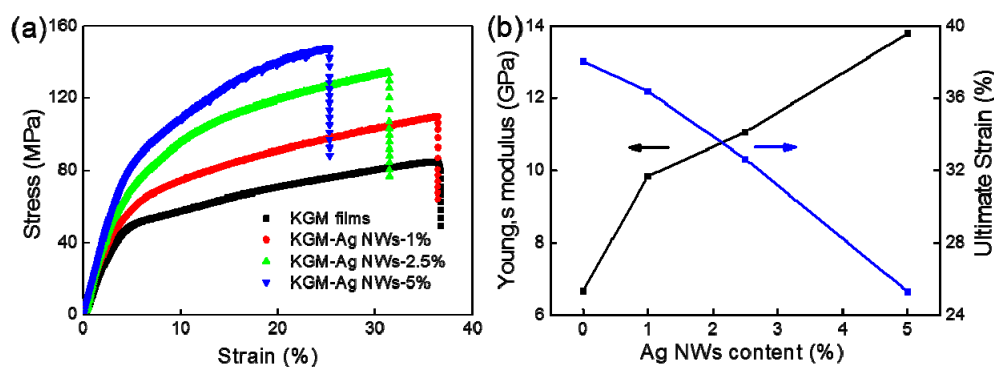 (a)
160
120
80
40
0
Stress (MPa)
0 10 20 30 40
Strain (%)
KGM films
KGM-Ag NWs-1%
KGM-Ag NWs-2.5%
KGM-Ag NWs-5%
(b)
14
12
10
8
6
Young,s modulus (GPa)
0 1 2 3 4 5
Ag NWs content (%)
40
36
32
28
24
Ultimate Strain (%)